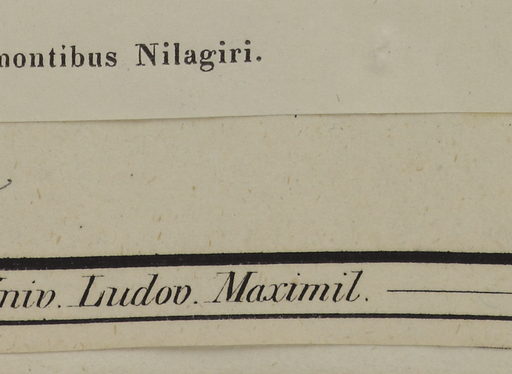 montibus Nilagiri.
Univ. Ludov. Maximil.